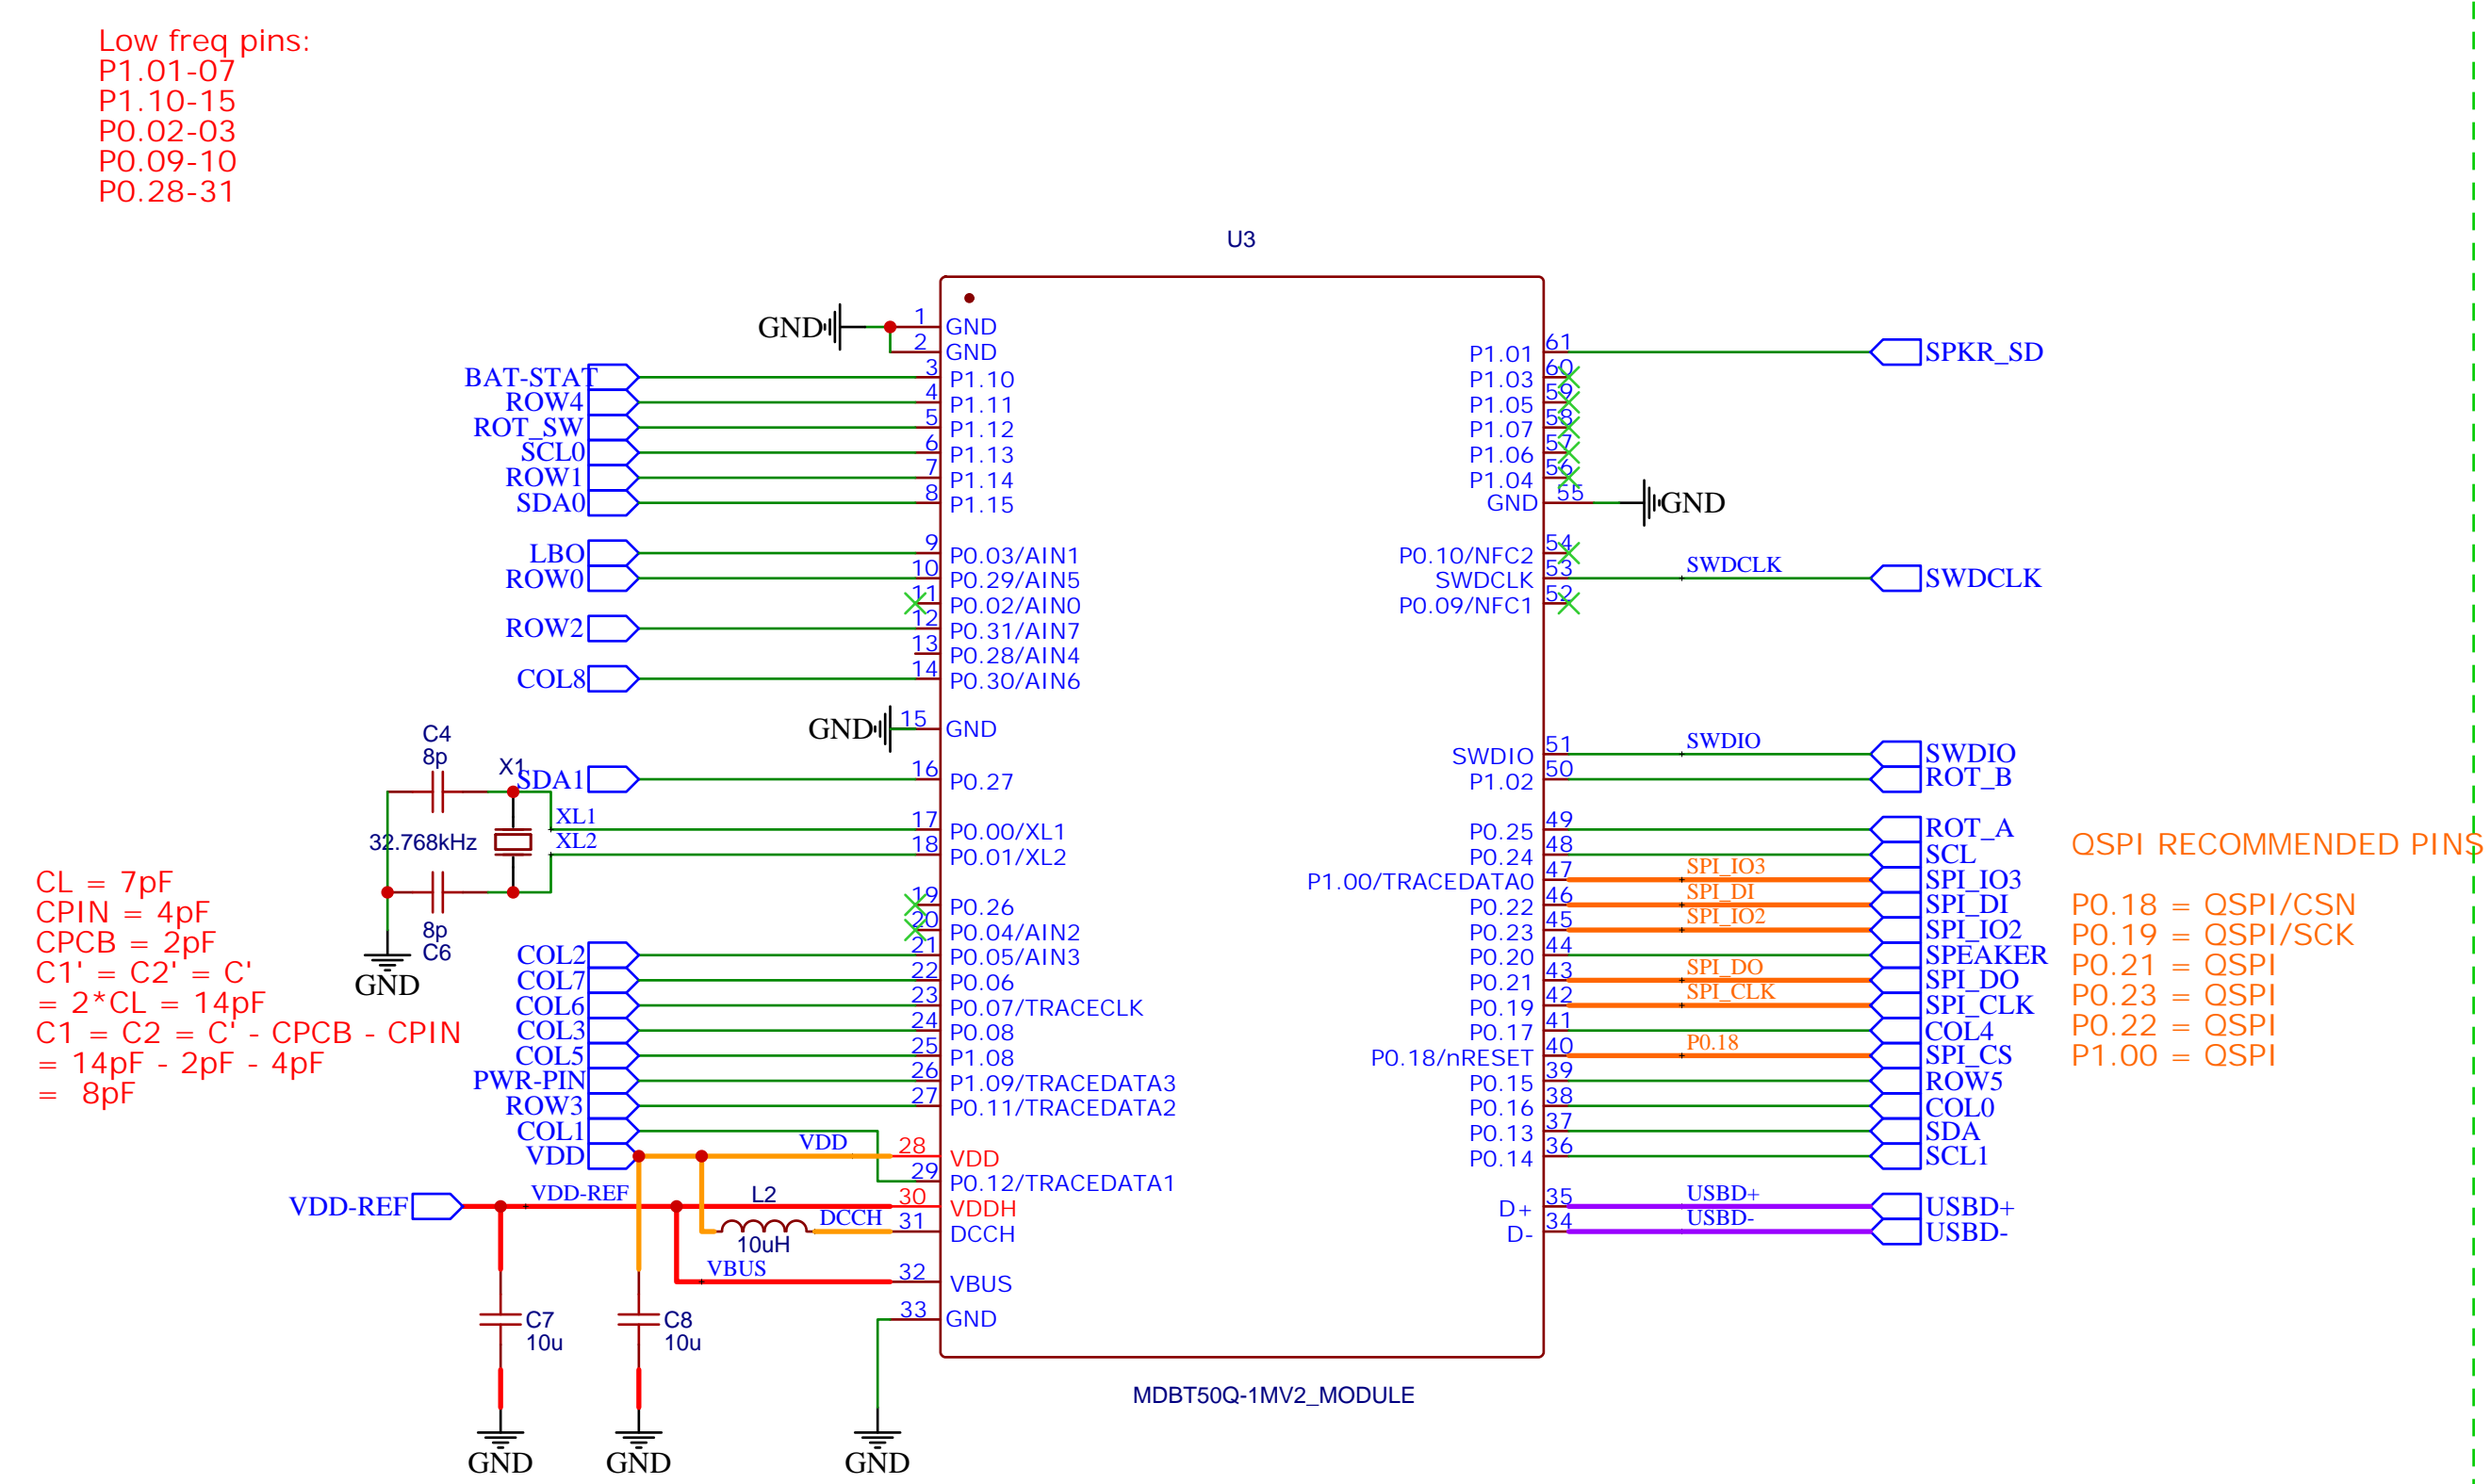 Low freq pins:
P1.01-07
P1.10-15
P0.02-03
P0.09-10
P0.28-31
U3
GND 1 GND
2 GND
BAT-STAT 3 P1.10
ROW4 4 P1.11
ROT_SW 5 P1.12
SCL0 6 P1.13
ROW1 7 P1.14
SDA0 8 P1.15
LBO 9 P0.03/AIN1
ROW0 10 P0.29/AIN5
11 P0.02/AIN0
ROW2 12 P0.31/AIN7
13 P0.28/AIN4
COL8 14 P0.30/AIN6
GND 15 GND
SDA1 16 P0.27
XL1 17 P0.00/XL1
XL2 18 P0.01/XL2
19 P0.26
20 P0.04/AIN2
COL2 21 P0.05/AIN3
COL7 22 P0.06
COL6 23 P0.07/TRACECLK
COL3 24 P0.08
COL5 25 P1.08
PWR-PIN 26 P1.09/TRACEDATA3
ROW3 27 P0.11/TRACEDATA2
COL1
VDD VDD 28 VDD
29 P0.12/TRACEDATA1
VDD-REF VDD-REF 30 VDDH
L2
10uH
DCCH 31 DCCH
VBUS 32 VBUS
33 GND
C4
8p
X1
32.768kHz
8p
C6
GND
CL = 7pF
CPIN = 4pF
CPCB = 2pF
C1' = C2' = C'
= 2*CL = 14pF
C1 = C2 = C' - CPCB - CPIN
= 14pF - 2pF - 4pF
= 8pF
C7
10u
C8
10u
GND
GND
GND
P1.01 61 SPKR_SD
P1.03 60
P1.05 59
P1.07 58
P1.06 57
P1.04 56
GND 55 GND
P0.10/NFC2 54
SWDCLK 53 SWDCLK SWDCLK
P0.09/NFC1 52
SWDIO 51 SWDIO SWDIO
P1.02 50 ROT_B
P0.25 49 ROT_A
P0.24 48 SCL
P1.00/TRACEDATA0 47 SPI_IO3 SPI_IO3
P0.22 46 SPI_DI SPI_DI
P0.23 45 SPI_IO2 SPI_IO2
P0.20 44 SPEAKER
P0.21 43 SPI_DO SPI_DO
P0.19 42 SPI_CLK SPI_CLK
P0.17 41 COL4
P0.18/nRESET 40 P0.18 SPI_CS
P0.15 39 ROW5
P0.16 38 COL0
P0.13 37 SDA
P0.14 36 SCL1
D+ 35 USBD+ USBD+
D- 34 USBD- USBD-
QSPI RECOMMENDED PINS
P0.18 = QSPI/CSN
P0.19 = QSPI/SCK
P0.21 = QSPI
P0.23 = QSPI
P0.22 = QSPI
P1.00 = QSPI
MDBT50Q-1MV2_MODULE